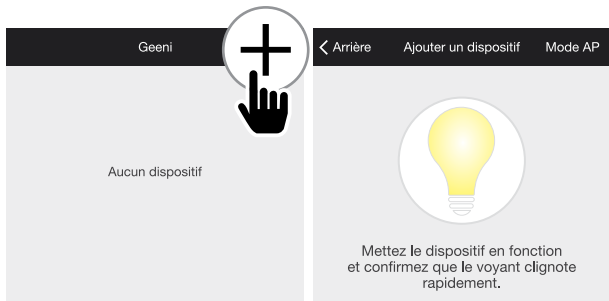 Geeni
Aucun dispositif
Arrière Ajouter un dispositif Mode AP
Mettez le dispositif en fonction
et confirmez que le voyant clignote
rapidement.